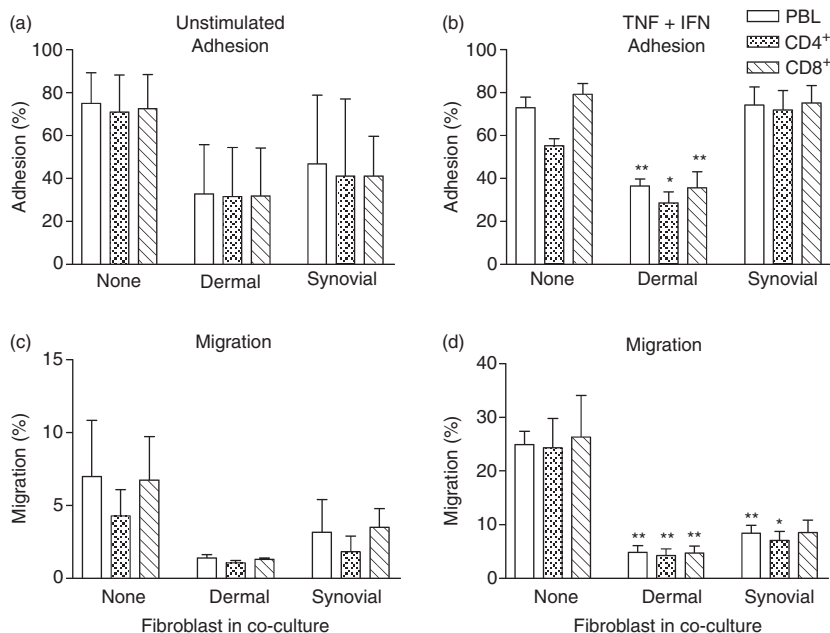 (a)
Unstimulated
Adhesion
100
80
60
40
20
0
Adhesion (%)
None
Dermal
Synovial
(b)
TNF + IFN
Adhesion
PBL
CD4+
CD8+
100
80
60
40
20
0
Adhesion (%)
**
*
**
None
Dermal
Synovial
(c)
Migration
15
10
5
0
Migration (%)
None
Dermal
Synovial
Fibroblast in co-culture
(d)
Migration
40
30
20
10
0
Migration (%)
**
**
**
**
*
None
Dermal
Synovial
Fibroblast in co-culture